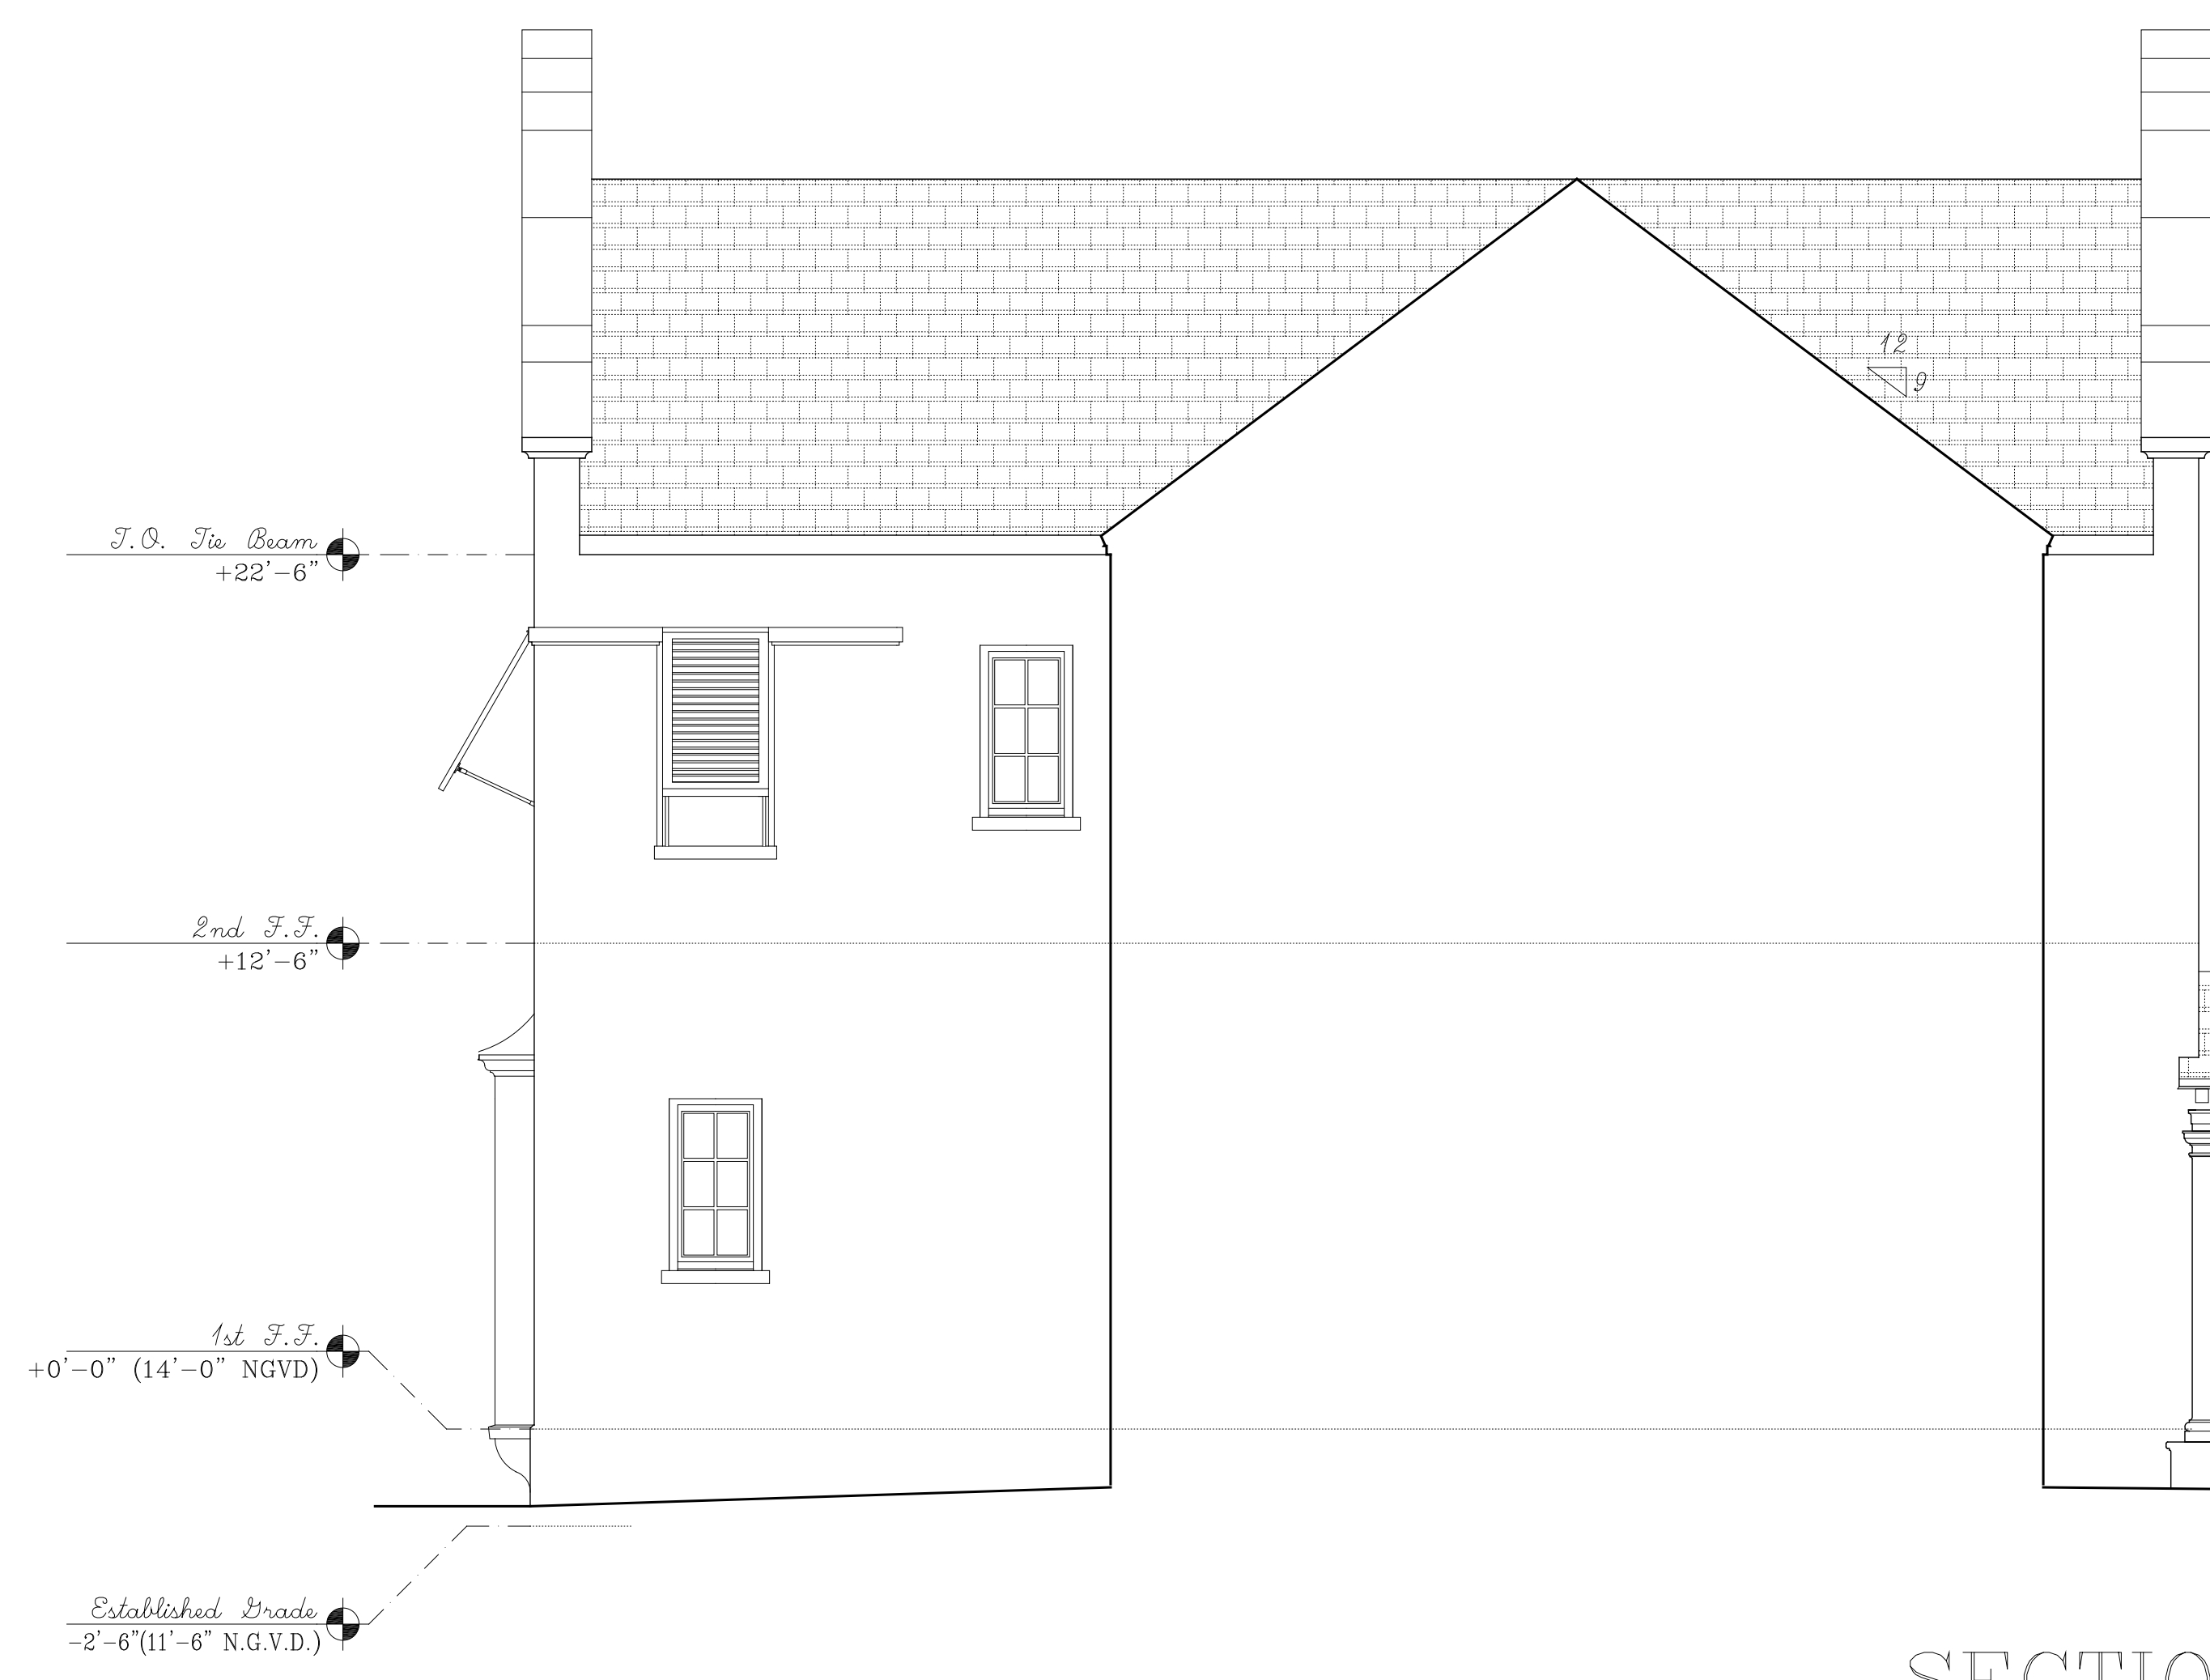 12
9
T.O. Tie Beam
+22'-6"
2nd F.F.
+12'-6"
1st F.F.
+0'-0" (14'-0" NGVD)
Established Grade
-2'-6"(11'-6" N.G.V.D.)